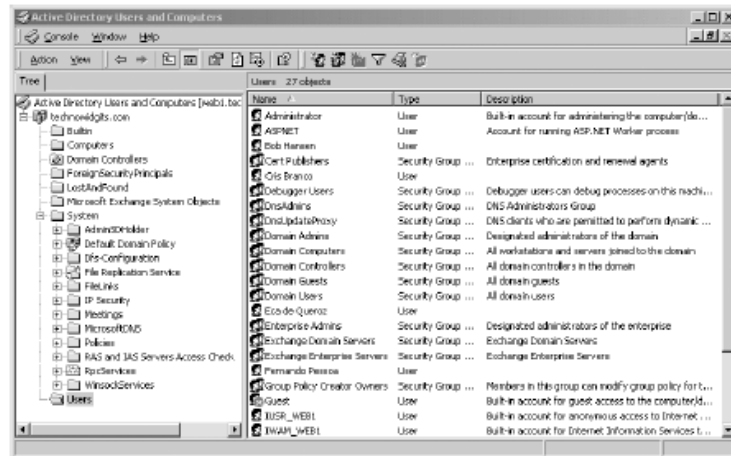 Active Directory Users and Computers
Console Window Help
Action View
Tree
Users 27 objects
Active Directory Users and Computers [web1.tec
technowidgits.com
Builtin
Computers
Domain Controllers
ForeignSecurityPrincipals
LostAndFound
Microsoft Exchange System Objects
System
AdminSDHolder
Default Domain Policy
Dfs-Configuration
File Replication Service
FileLinks
IP Security
Meetings
MicrosoftDNS
Policies
RAS and IAS Servers Access Check
RpcServices
WinsockServices
Users
Name Type Description
Administrator User Built-in account for administering the computer/do...
ASPNET User Account for running ASP.NET Worker process
Bob Hansen User
Cert Publishers Security Group ... Enterprise certification and renewal agents
Cris Branco User
Debugger Users Security Group ... Debugger users can debug processes on this machi...
DnsAdmins Security Group ... DNS Administrators Group
DnsUpdateProxy Security Group ... DNS clients who are permitted to perform dynamic ...
Domain Admins Security Group ... Designated administrators of the domain
Domain Computers Security Group ... All workstations and servers joined to the domain
Domain Controllers Security Group ... All domain controllers in the domain
Domain Guests Security Group ... All domain guests
Domain Users Security Group ... All domain users
Eca de Queroz User
Enterprise Admins Security Group ... Designated administrators of the enterprise
Exchange Domain Servers Security Group ... Exchange Domain Servers
Exchange Enterprise Servers Security Group ... Exchange Enterprise Servers
Fernando Pessoa User
Group Policy Creator Owners Security Group ... Members in this group can modify group policy for t...
Guest User Built-in account for guest access to the computer/d...
IUSR_WEB1 User Built-in account for anonymous access to Internet ...
IWAM_WEB1 User Built-in account for Internet Information Services t...